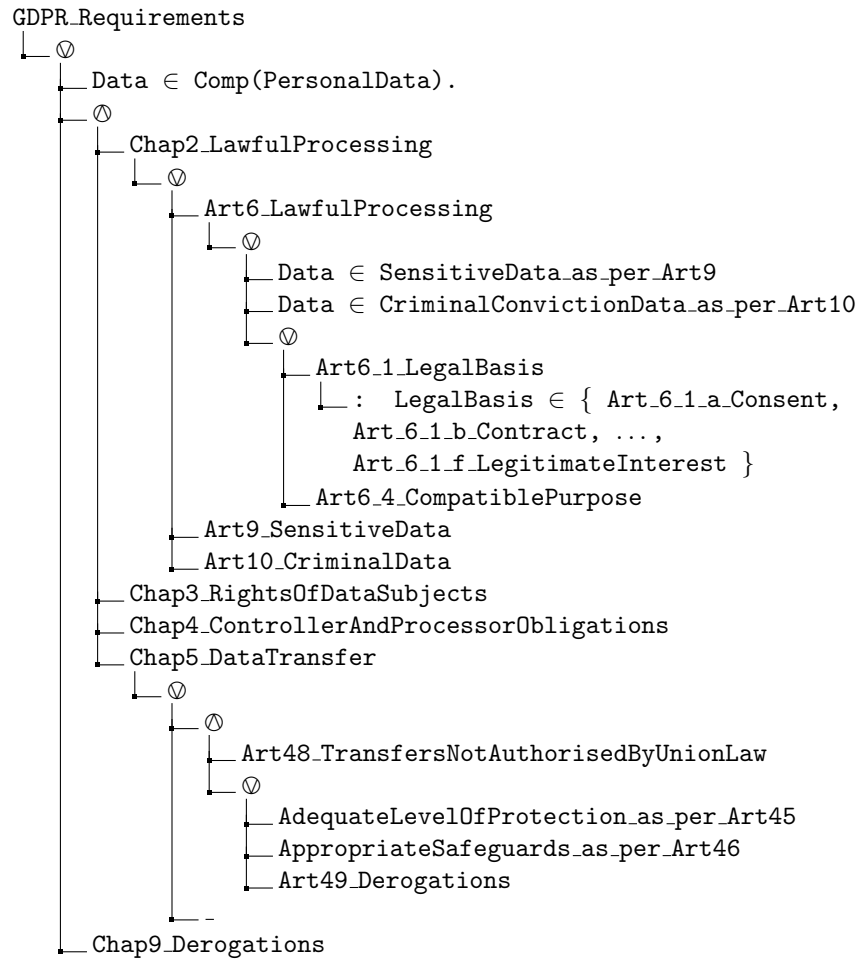 GDPR_Requirements
Ⓥ
Data ∈ Comp(PersonalData).
⧀
Chap2_LawfulProcessing
Ⓥ
Art6_LawfulProcessing
Ⓥ
Data ∈ SensitiveData_as_per_Art9
Data ∈ CriminalConvictionData_as_per_Art10
Ⓥ
Art6_1_LegalBasis
: LegalBasis ∈ { Art_6_1_a_Consent,
Art_6_1_b_Contract, ...,
Art_6_1_f_LegitimateInterest }
Art6_4_CompatiblePurpose
Art9_SensitiveData
Art10_CriminalData
Chap3_RightsOfDataSubjects
Chap4_ControllerAndProcessorObligations
Chap5_DataTransfer
Ⓥ
⧀
Art48_TransfersNotAuthorisedByUnionLaw
Ⓥ
AdequateLevelOfProtection_as_per_Art45
AppropriateSafeguards_as_per_Art46
Art49_Derogations
_
Chap9_Derogations